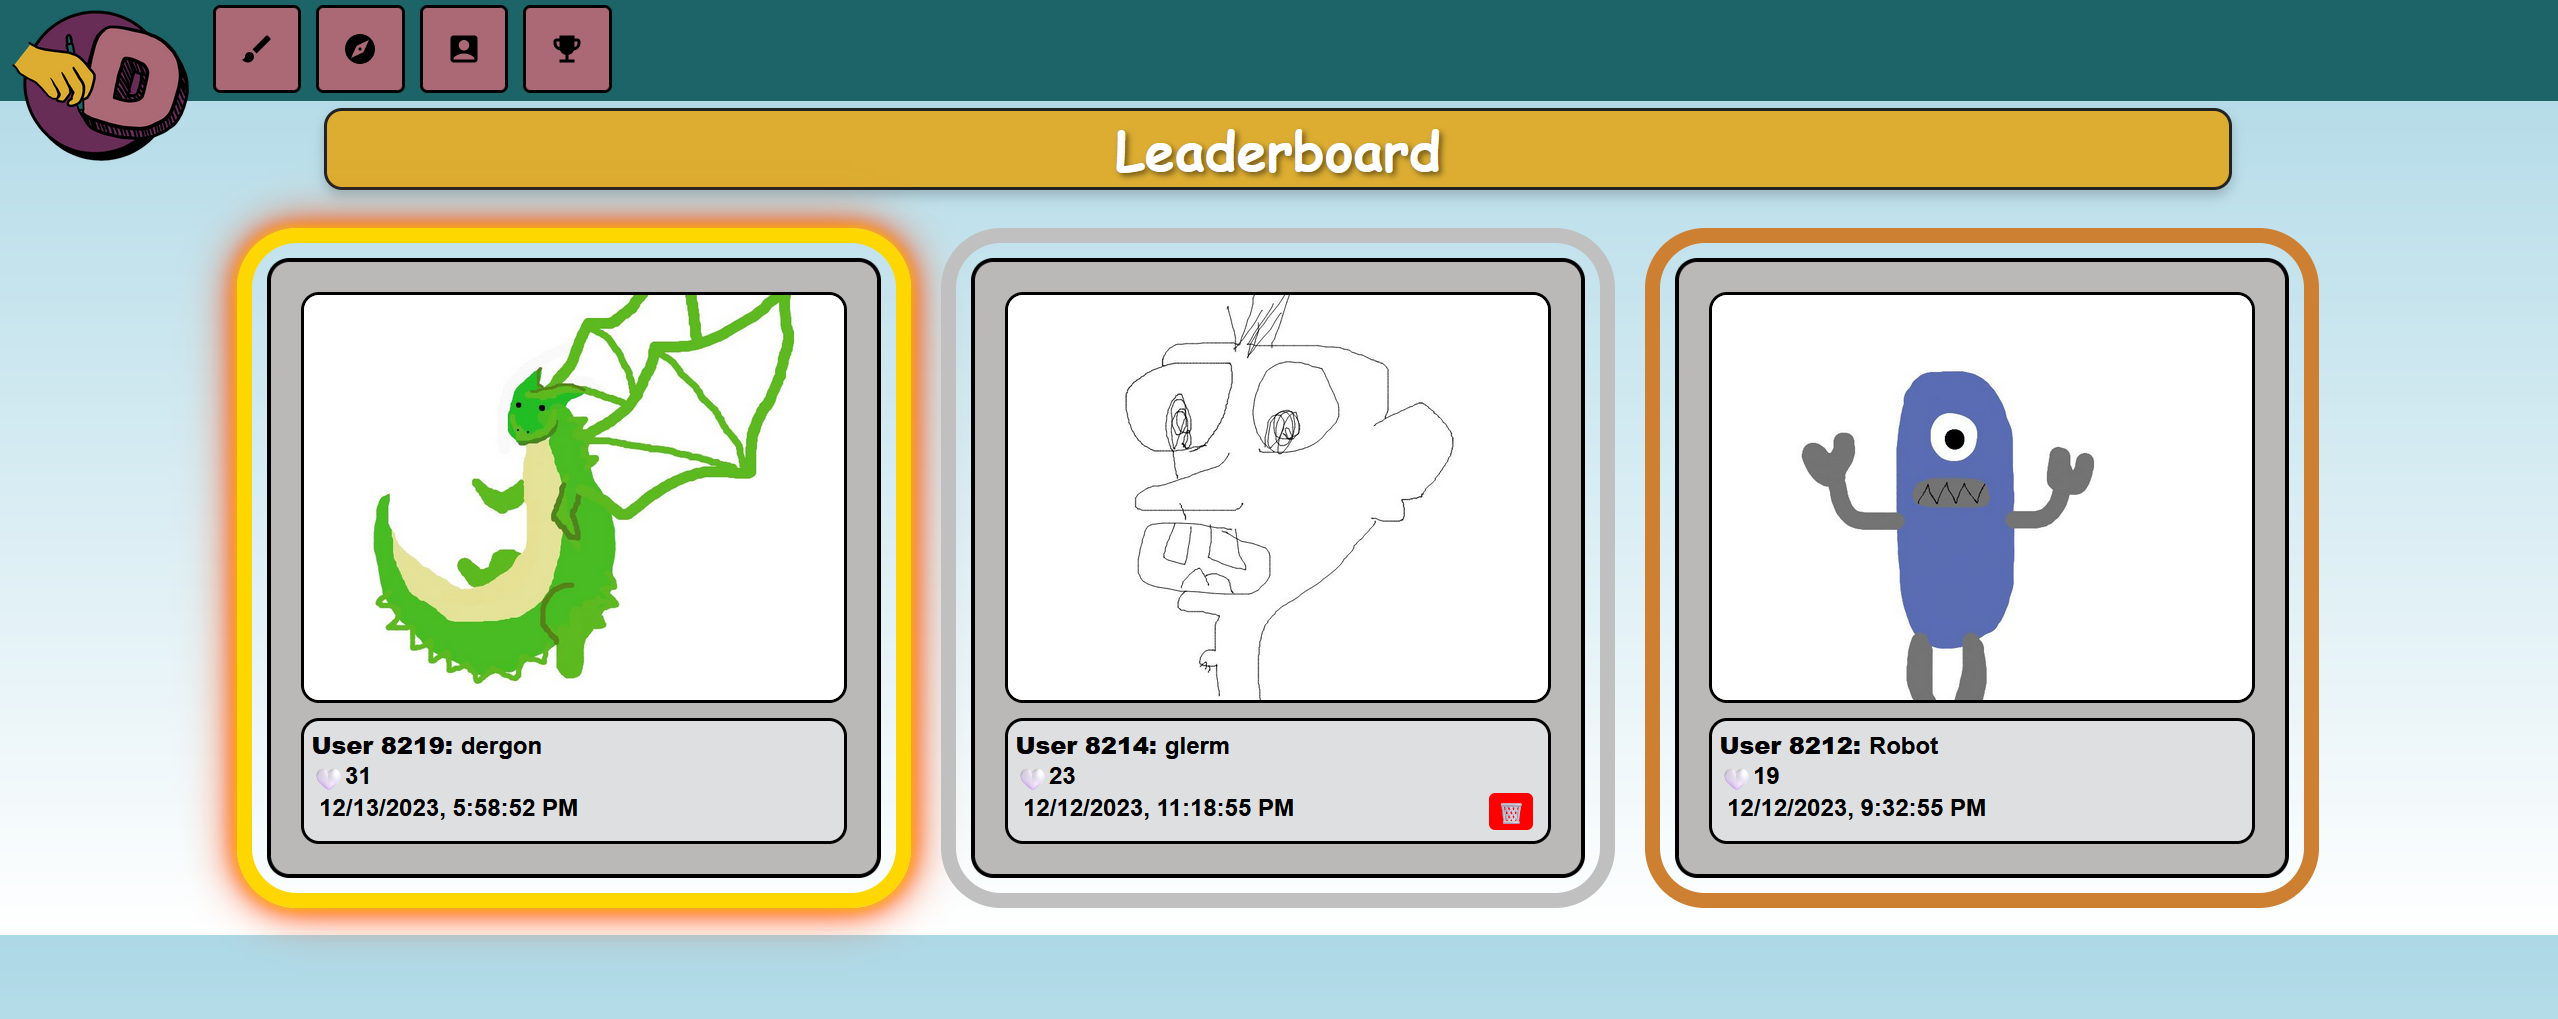 D
Leaderboard
User 8219: dergon
31
12/13/2023, 5:58:52 PM
User 8214: glerm
23
12/12/2023, 11:18:55 PM
User 8212: Robot
19
12/12/2023, 9:32:55 PM